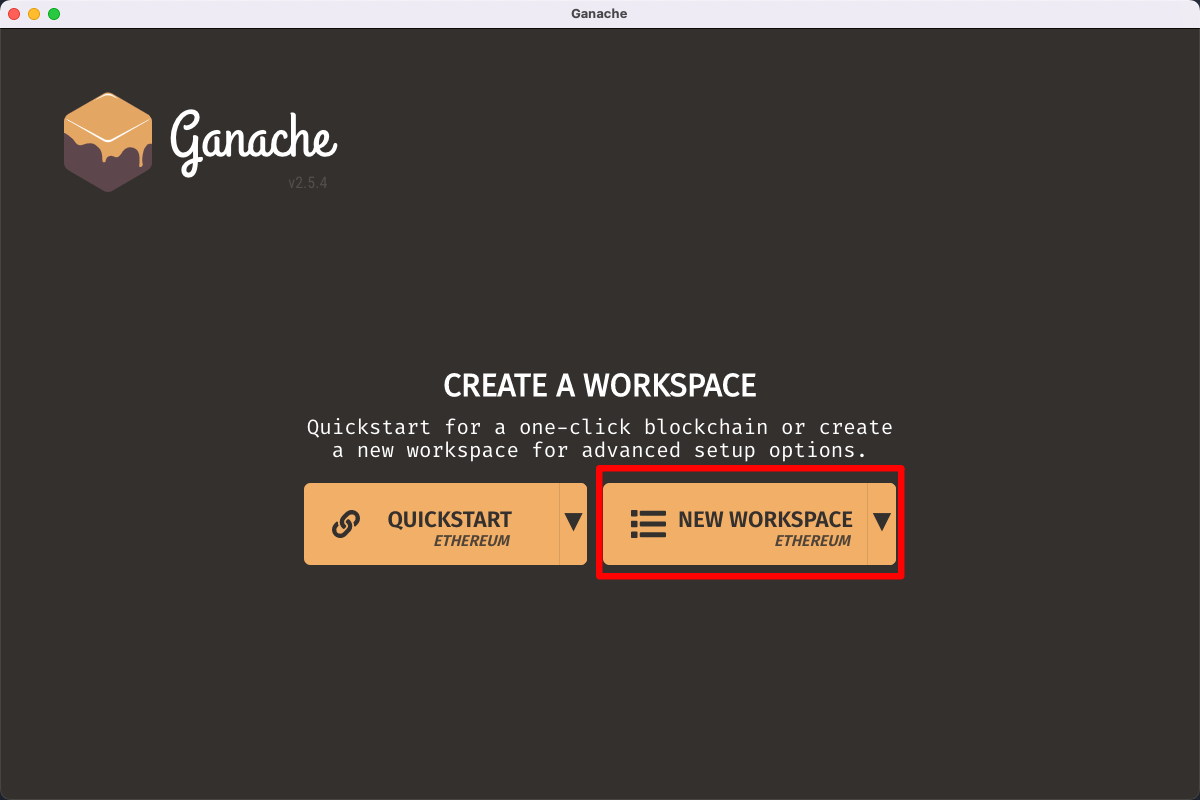 Ganache
Ganache
v2.5.4
CREATE A WORKSPACE
Quickstart for a one-click blockchain or create
a new workspace for advanced setup options.
QUICKSTART
ETHEREUM
NEW WORKSPACE
ETHEREUM